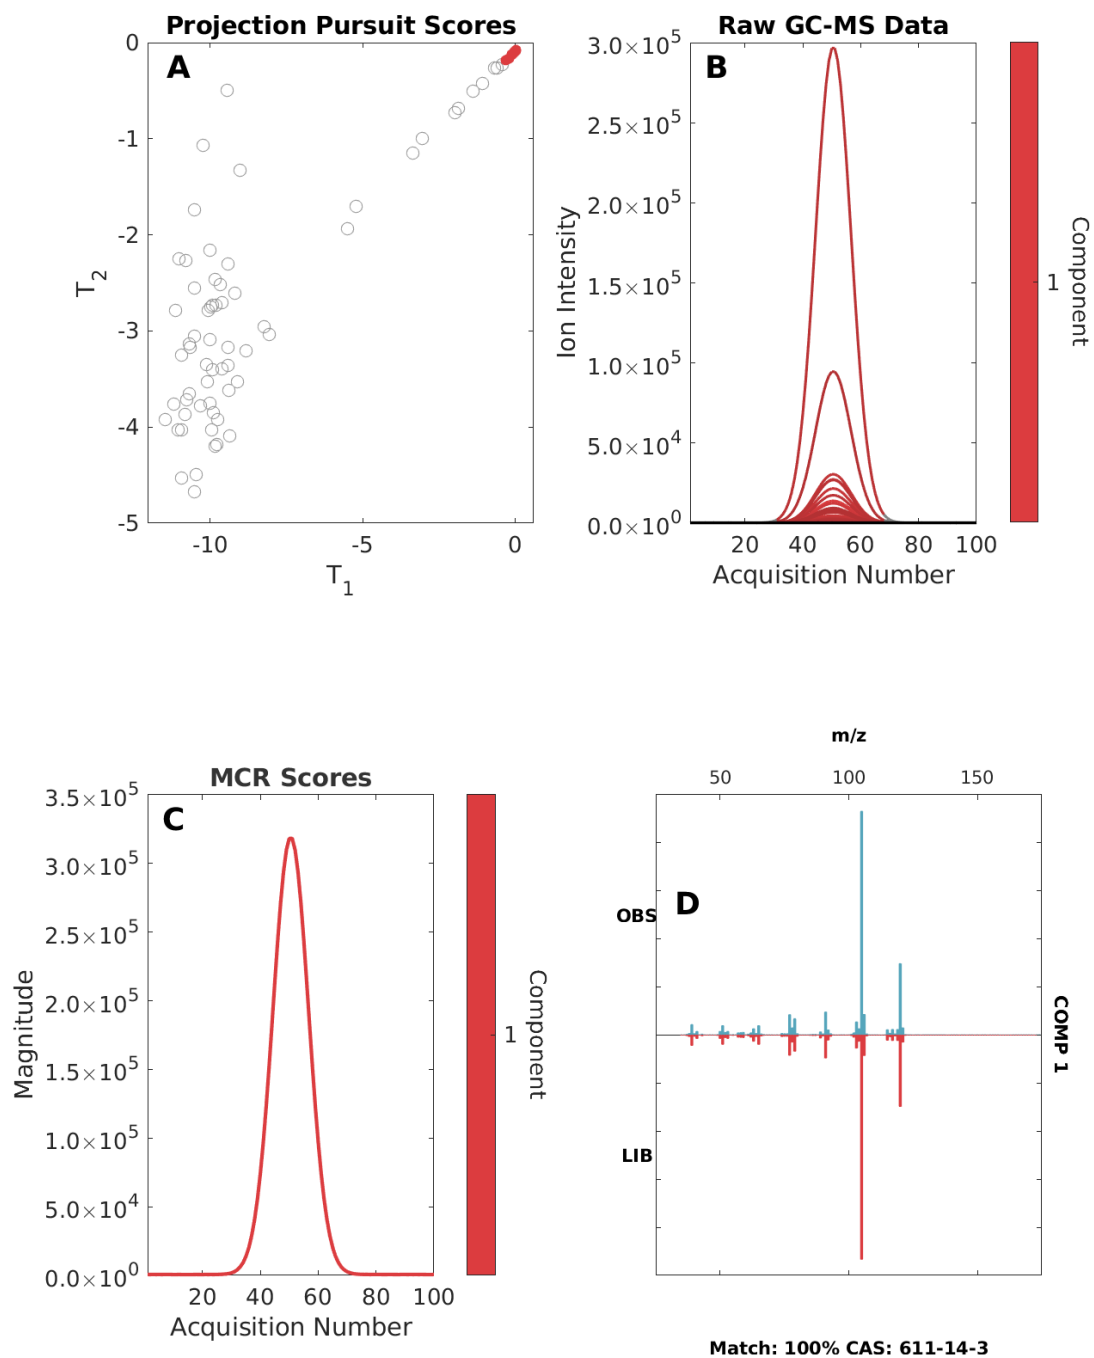 Projection Pursuit Scores
A
0
-1
-2
-3
-4
-5
T2
-10
-5
0
T1
Raw GC-MS Data
B
3.0×10^5
2.5×10^5
2.0×10^5
1.5×10^5
1.0×10^5
5.0×10^4
0.0×10^0
Ion Intensity
20
40
60
80
100
Acquisition Number
1
Component
MCR Scores
C
3.5×10^5
3.0×10^5
2.5×10^5
2.0×10^5
1.5×10^5
1.0×10^5
5.0×10^4
0.0×10^0
Magnitude
20
40
60
80
100
Acquisition Number
1
Component
m/z
50
100
150
D
OBS
LIB
COMP 1
Match: 100% CAS: 611-14-3